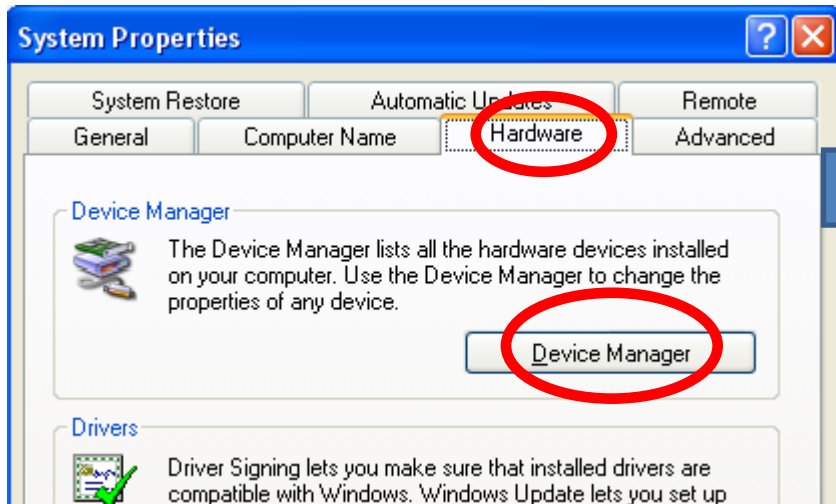 System Properties
System Restore Automatic Updates Remote
General Computer Name Hardware Advanced
Device Manager
The Device Manager lists all the hardware devices installed
on your computer. Use the Device Manager to change the
properties of any device.
Device Manager
Drivers
Driver Signing lets you make sure that installed drivers are
compatible with Windows. Windows Update lets you set up